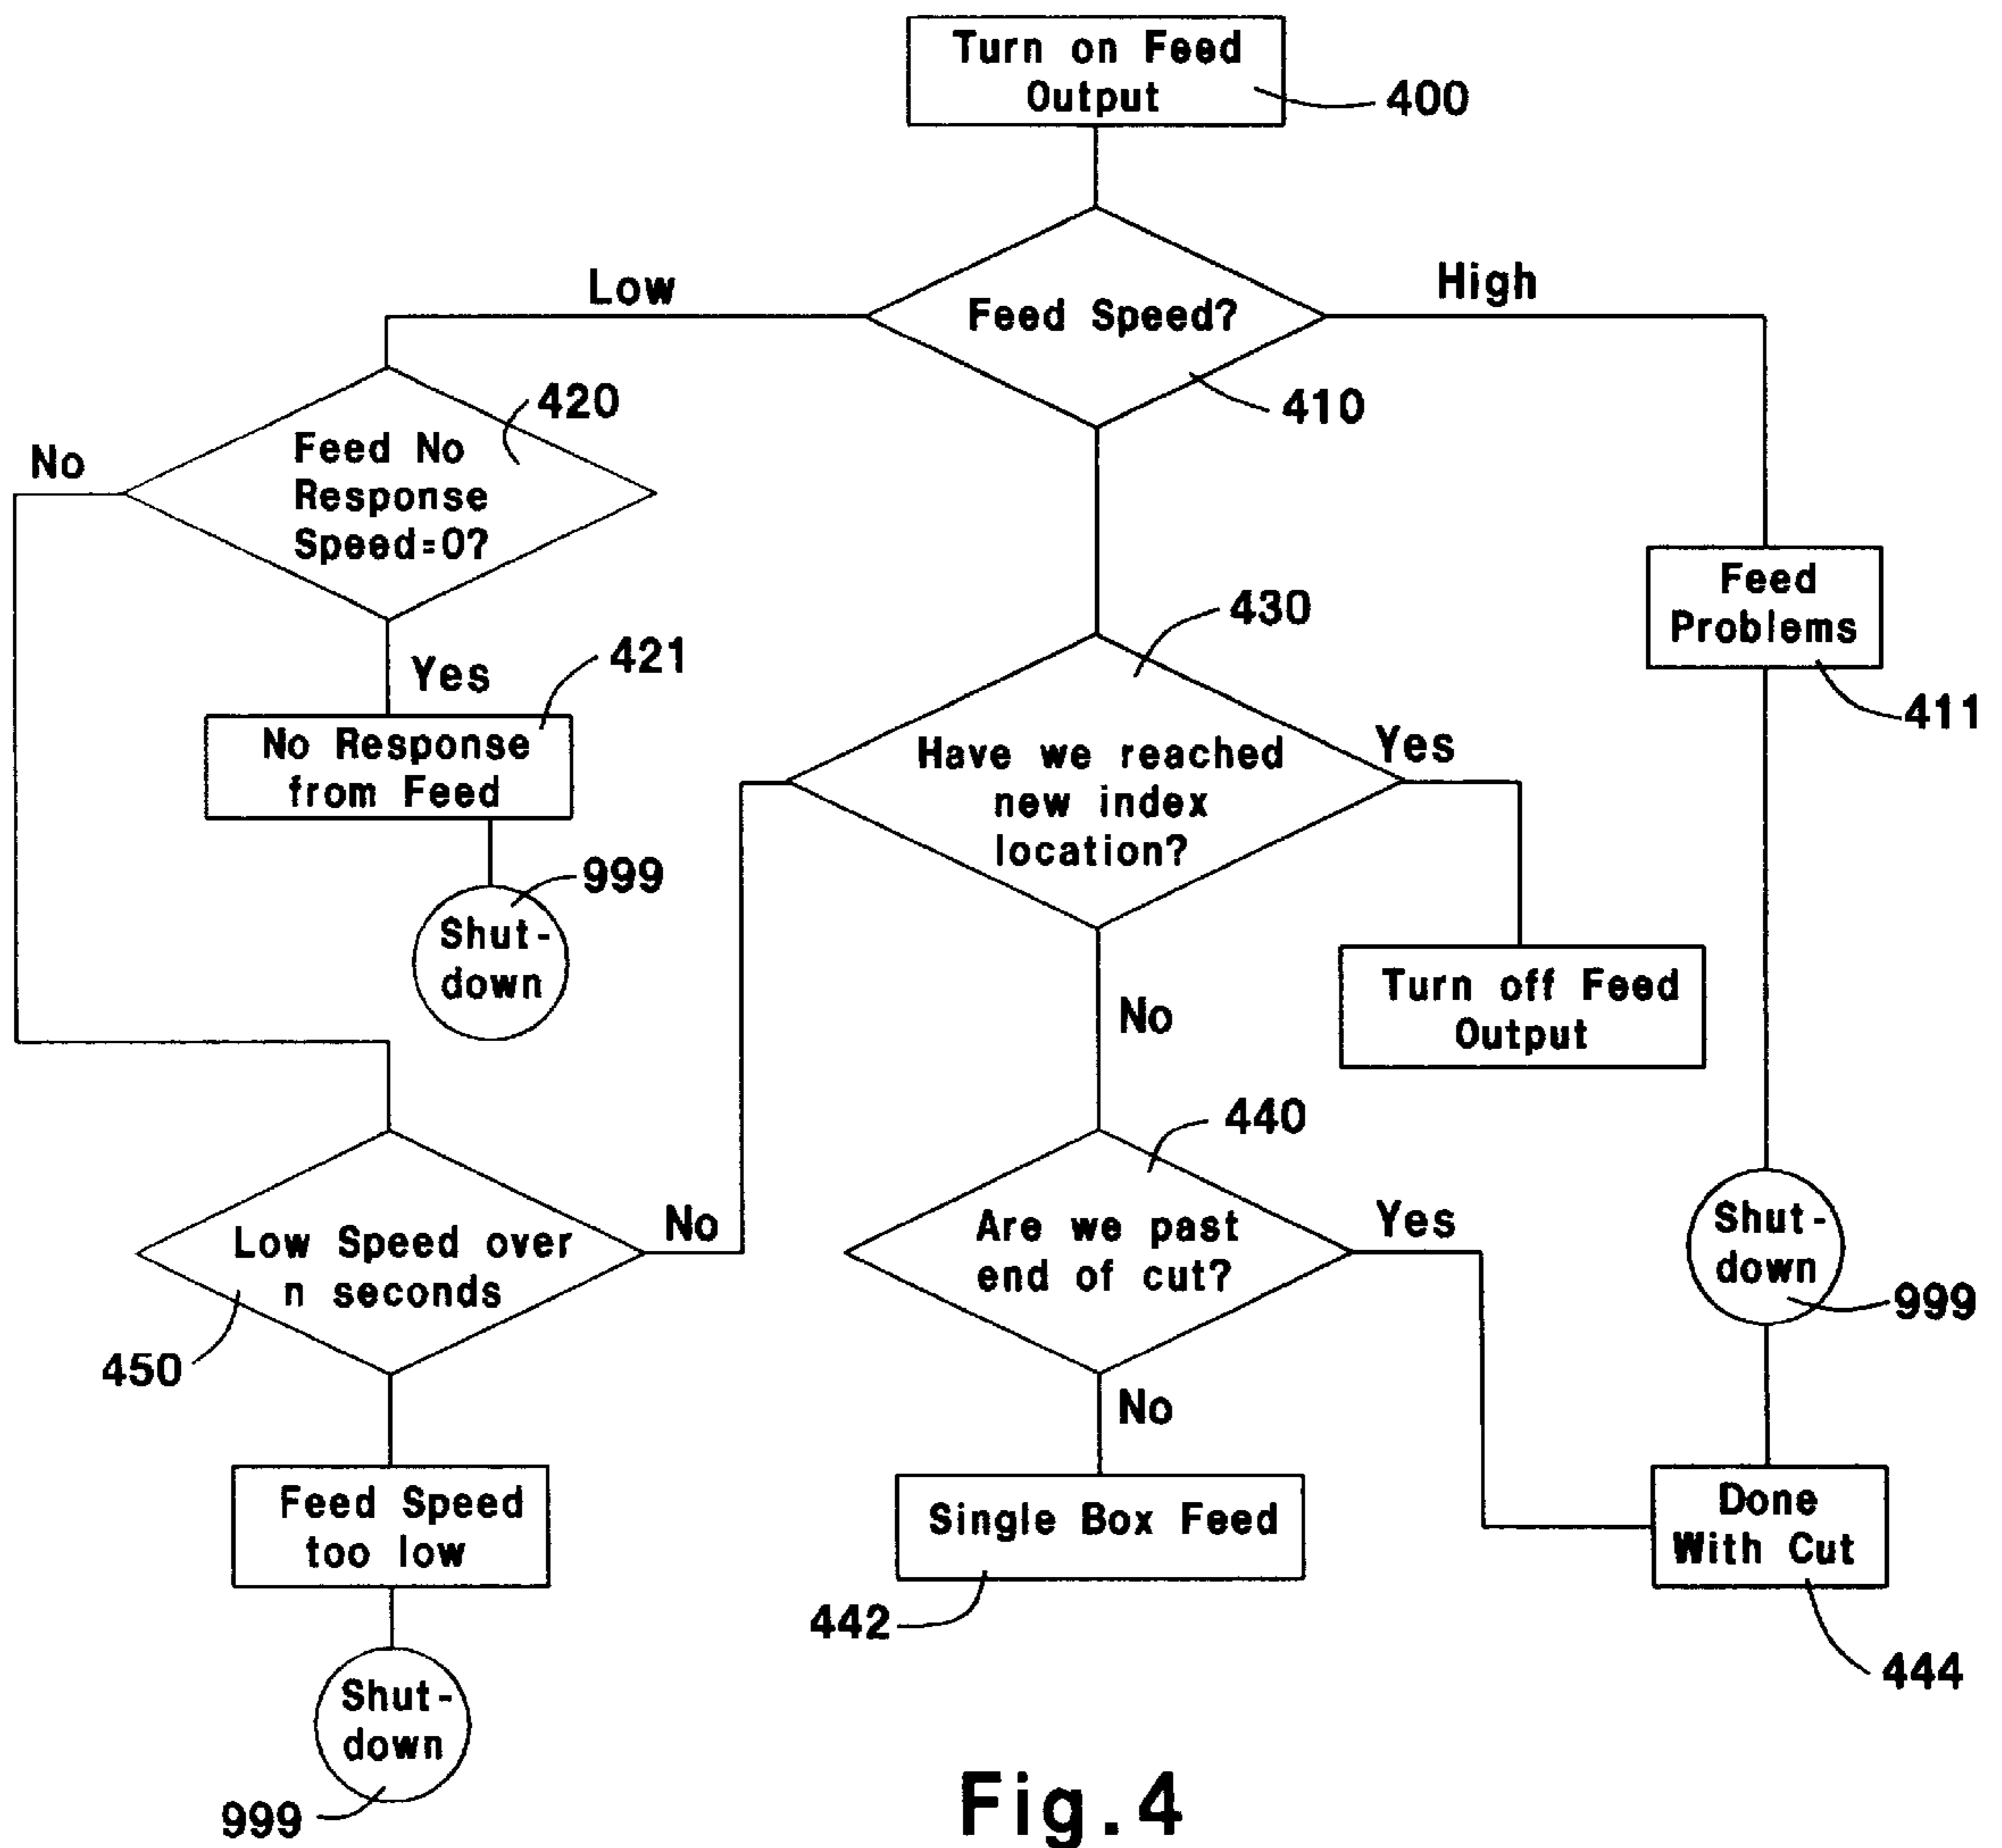 Turn on Feed
Output
400
Low
High
Feed Speed?
410
420
No
Feed No
Response
Speed=0?
Yes
421
No Response
from Feed
999
Shut-
down
430
Have we reached
new index
location?
Yes
No
Feed
Problems
411
Turn off Feed
Output
440
Are we past
end of cut?
Yes
No
Low Speed over
n seconds
No
450
Shut-
down
999
Feed Speed
too low
Single Box Feed
442
Done
With Cut
444
Shut-
down
999
Fig.4